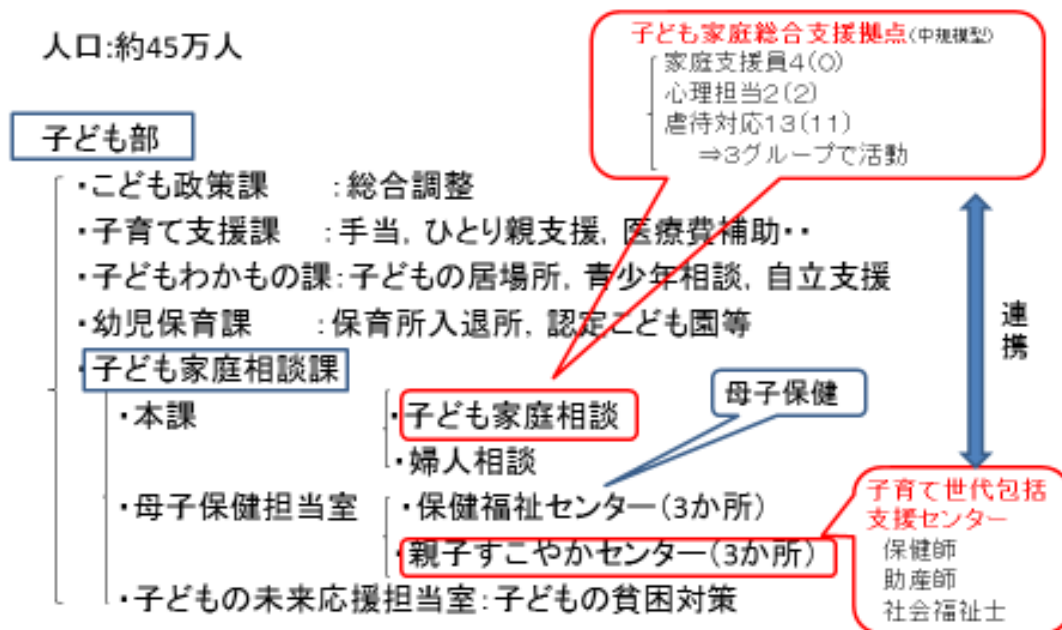 人口:約45万人
子ども家庭総合支援拠点(中規模型)
家庭支援員4(0)
心理担当2(2)
虐待対応13(11)
⇒3グループで活動
子ども部
・こども政策課　　:総合調整
・子育て支援課　　:手当，ひとり親支援，医療費補助・・
・子どもわかもの課:子どもの居場所，青少年相談，自立支援
・幼児保育課　　　:保育所入退所，認定こども園等
・子ども家庭相談課
連携
母子保健
・本課
・子ども家庭相談
・婦人相談
・母子保健担当室
・保健福祉センター(3か所)
・親子すこやかセンター(3か所)
・子どもの未来応援担当室:子どもの貧困対策
子育て世代包括
支援センター
保健師
助産師
社会福祉士